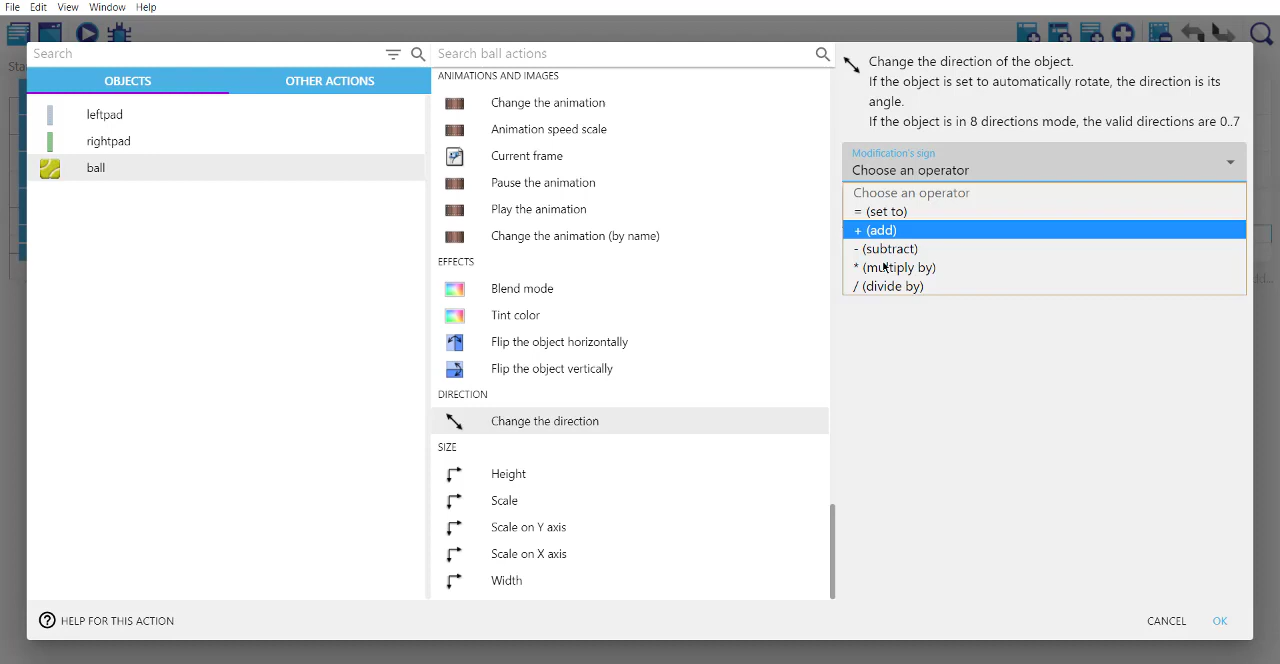 File Edit View Window Help
Search
Search ball actions
OBJECTS
OTHER ACTIONS
leftpad
rightpad
ball
ANIMATIONS AND IMAGES
Change the animation
Animation speed scale
Current frame
Pause the animation
Play the animation
Change the animation (by name)
EFFECTS
Blend mode
Tint color
Flip the object horizontally
Flip the object vertically
DIRECTION
Change the direction
SIZE
Height
Scale
Scale on Y axis
Scale on X axis
Width
Change the direction of the object.
If the object is set to automatically rotate, the direction is its
angle.
If the object is in 8 directions mode, the valid directions are 0..7
Modification's sign
Choose an operator
Choose an operator
= (set to)
+ (add)
- (subtract)
* (multiply by)
/ (divide by)
HELP FOR THIS ACTION
CANCEL
OK